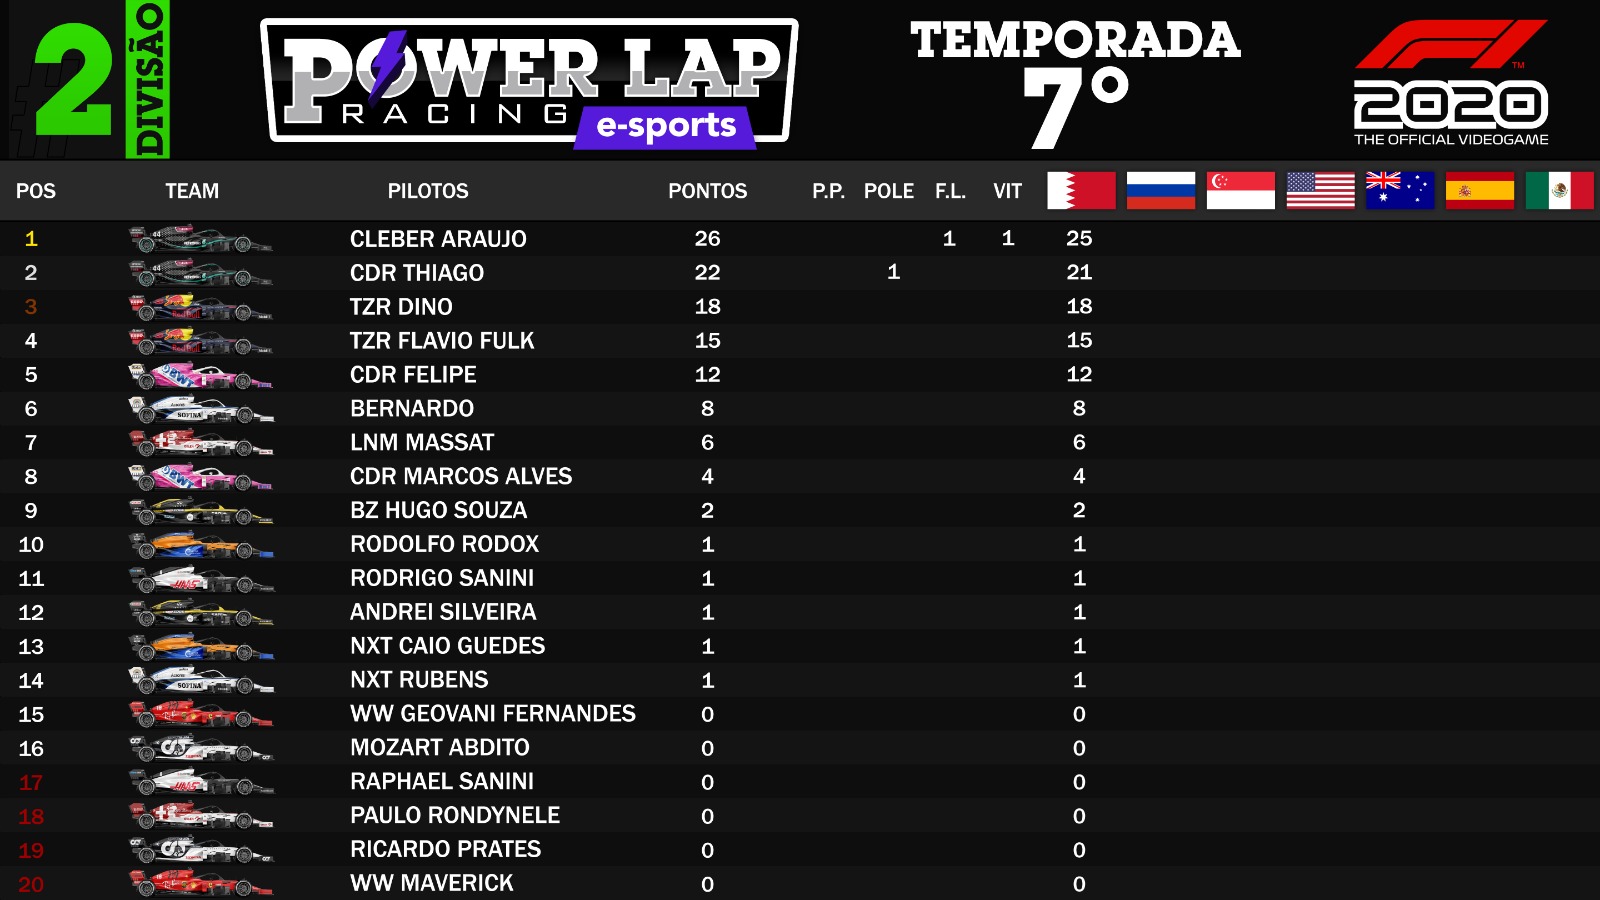 #2 DIVISÃO
POWER LAP
RACING
e-sports
TEMPORADA
7º
F1 TM
2020
THE OFFICIAL VIDEOGAME
POS TEAM PILOTOS PONTOS P.P. POLE F.L. VIT
1 CLEBER ARAUJO 26 1 1 25
2 CDR THIAGO 22 1 21
3 TZR DINO 18 18
4 TZR FLAVIO FULK 15 15
5 CDR FELIPE 12 12
6 BERNARDO 8 8
7 LNM MASSAT 6 6
8 CDR MARCOS ALVES 4 4
9 BZ HUGO SOUZA 2 2
10 RODOLFO RODOX 1 1
11 RODRIGO SANINI 1 1
12 ANDREI SILVEIRA 1 1
13 NXT CAIO GUEDES 1 1
14 NXT RUBENS 1 1
15 WW GEOVANI FERNANDES 0 0
16 MOZART ABDITO 0 0
17 RAPHAEL SANINI 0 0
18 PAULO RONDYNELE 0 0
19 RICARDO PRATES 0 0
20 WW MAVERICK 0 0